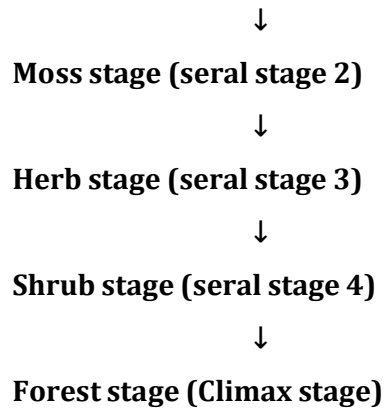 ↓
Moss stage (seral stage 2)
↓
Herb stage (seral stage 3)
↓
Shrub stage (seral stage 4)
↓
Forest stage (Climax stage)